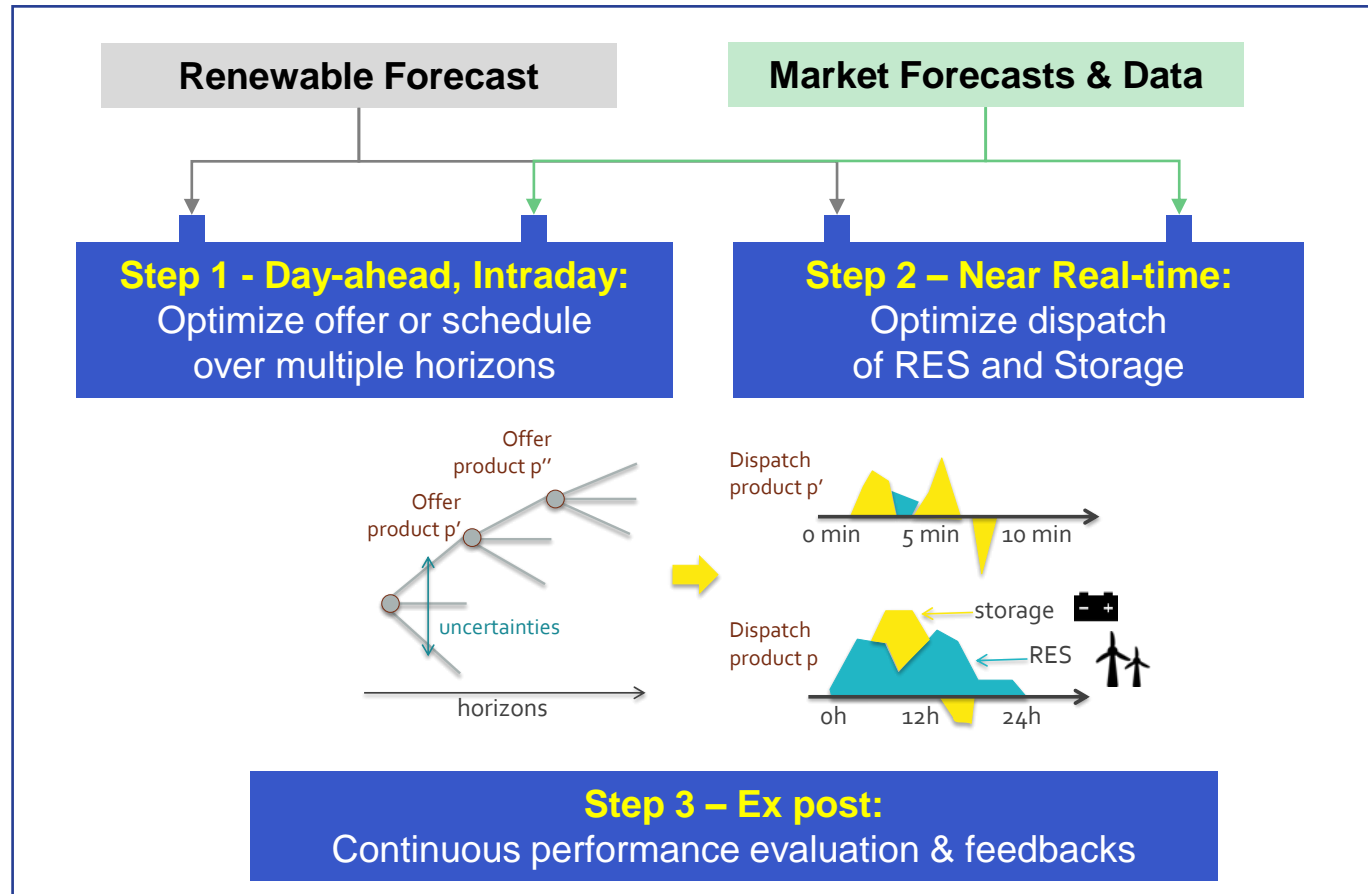 Renewable Forecast
Market Forecasts & Data
Step 1 - Day-ahead, Intraday:
Optimize offer or schedule
over multiple horizons
Step 2 – Near Real-time:
Optimize dispatch
of RES and Storage
Offer
product p''
Offer
product p'
uncertainties
horizons
Dispatch
product p'
0 min 5 min 10 min
storage
Dispatch
product p
RES
0h 12h 24h
Step 3 – Ex post:
Continuous performance evaluation & feedbacks